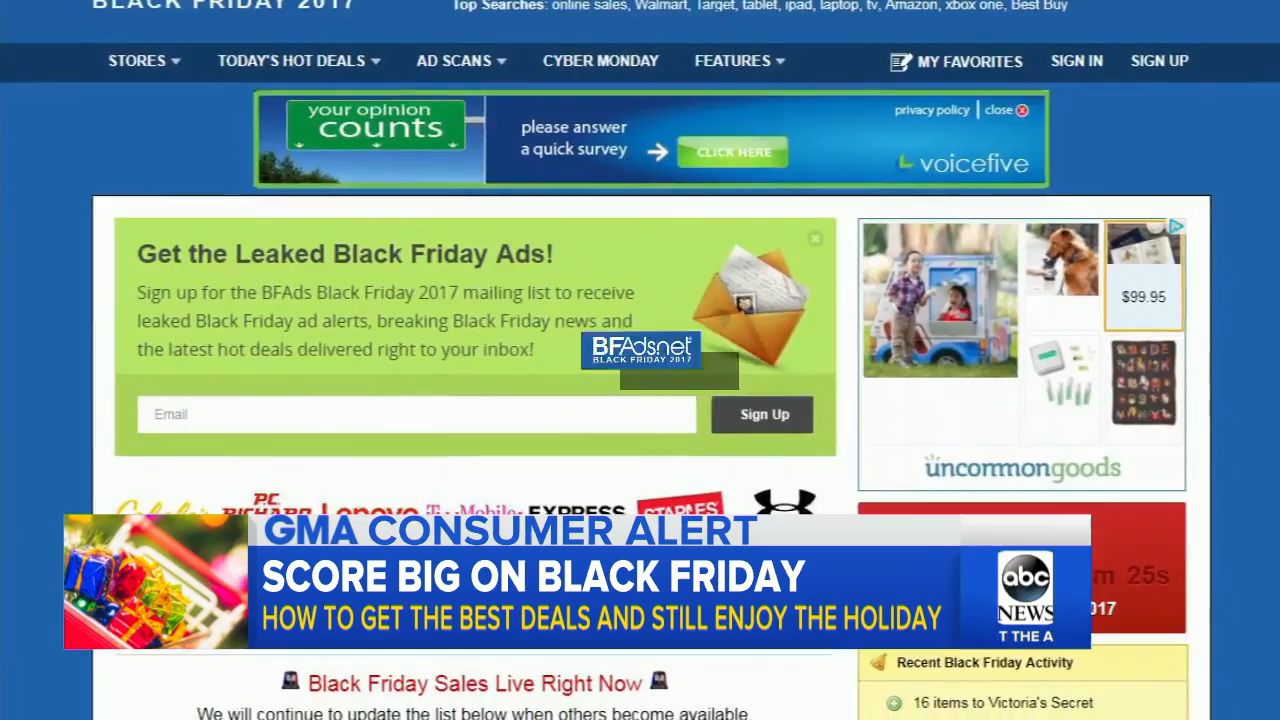 BLACK FRIDAY 2017
Top Searches: online sales, Walmart, Target, tablet, ipad, laptop, tv, Amazon, xbox one, Best Buy
STORES TODAY'S HOT DEALS AD SCANS CYBER MONDAY FEATURES MY FAVORITES SIGN IN SIGN UP
your opinion
counts
please answer
a quick survey
CLICK HERE
privacy policy | close
voicefive
Get the Leaked Black Friday Ads!
Sign up for the BFAds Black Friday 2017 mailing list to receive
leaked Black Friday ad alerts, breaking Black Friday news and
the latest hot deals delivered right to your inbox!
BFAdsnet
BLACK FRIDAY 2017
Email
Sign Up
$99.95
uncommongoods
P.C.
RICHARD
Lenovo
T-Mobile
EXPRESS
STAPLES
GMA CONSUMER ALERT
SCORE BIG ON BLACK FRIDAY
HOW TO GET THE BEST DEALS AND STILL ENJOY THE HOLIDAY
abc
NEWS
T THE A
m 25s
017
Black Friday Sales Live Right Now
We will continue to update the list below when others become available.
Recent Black Friday Activity
16 items to Victoria's Secret